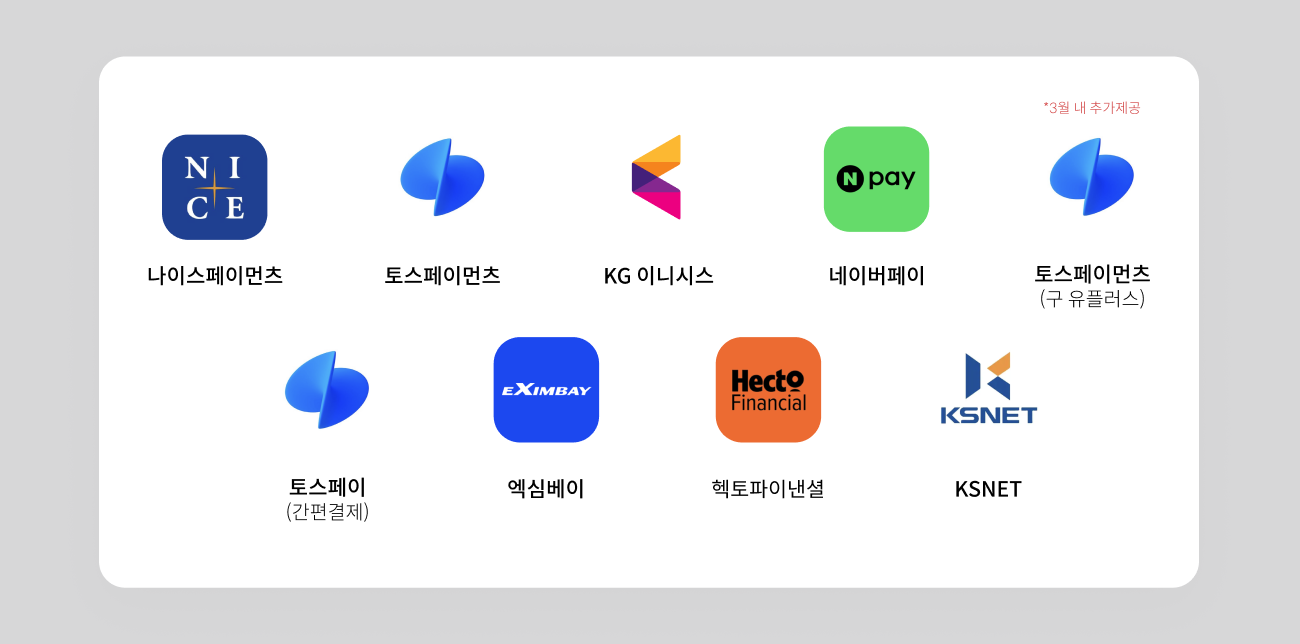 *3월 내 추가제공
N I
C E
N pay
나이스페이먼츠
토스페이먼츠
KG 이니시스
네이버페이
토스페이먼츠
(구 유플러스)
EXIMBAY
Hecto
Financial
KSNET
토스페이
(간편결제)
엑심베이
헥토파이낸셜
KSNET